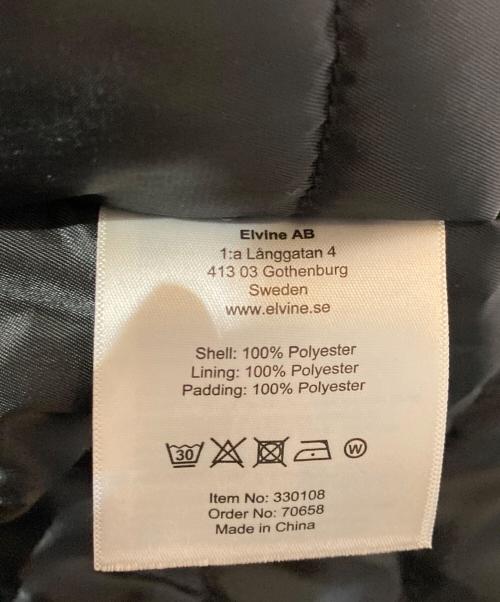 Elvine AB
1:a Långgatan 4
413 03 Gothenburg
Sweden
www.elvine.se
Shell: 100% Polyester
Lining: 100% Polyester
Padding: 100% Polyester
30 W
Item No: 330108
Order No: 70658
Made in China